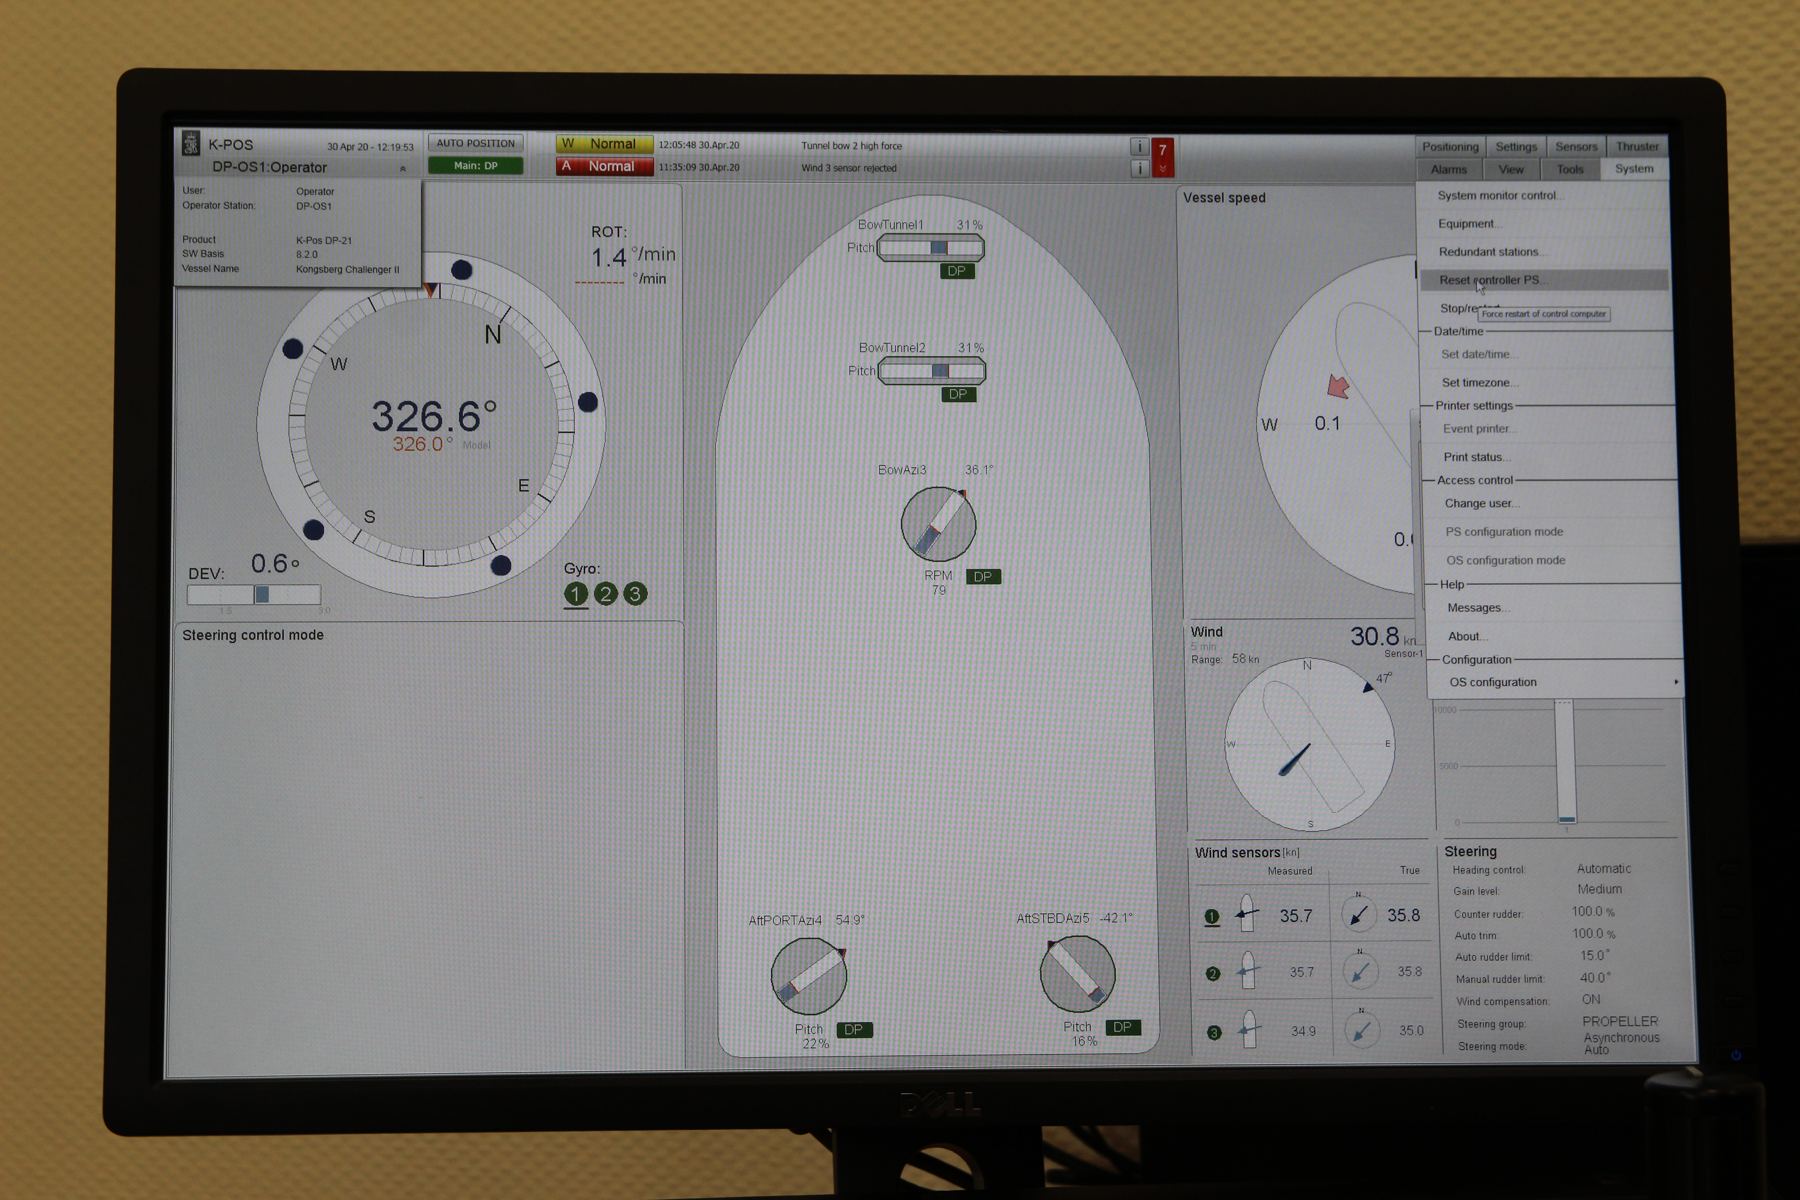 K-POS
30 Apr 20 - 12:19:53
DP-OS1:Operator
AUTO POSITION
Main: DP
W Normal 12:05:48 30.Apr.20 Tunnel bow 2 high force i
A Normal 11:35:09 30.Apr.20 Wind 3 sensor rejected i
7
Positioning Settings Sensors Thruster
Alarms View Tools System
User: Operator
Operator Station: DP-OS1
Product K-Pos DP-21
SW Basis 8.2.0
Vessel Name Kongsberg Challenger II
ROT:
1.4 °/min
------- °/min
N
W
E
S
326.6°
326.0° Model
DEV: 0.6°
1.5 3.0
Gyro:
1 2 3
Steering control mode
BowTunnel1 31%
Pitch
DP
BowTunnel2 31%
Pitch
DP
BowAzi3 36.1°
RPM DP
79
AftPORTAzi4 54.9°
Pitch DP
22%
AftSTBDAzi5 -42.1°
Pitch DP
16%
Vessel speed
W 0.1
System monitor control...
Equipment...
Redundant stations...
Reset controller PS...
Force restart of control computer
Date/time
Set date/time...
Set timezone...
Printer settings
Event printer...
Print status...
Access control
Change user...
PS configuration mode
OS configuration mode
Help
Messages...
About...
Configuration
OS configuration
Wind 30.8 kn
5 min Sensor-1
Range: 58 kn
N
47°
W E
S
10000
5000
0
1
Wind sensors [kn]
Measured True
1 35.7 N 35.8
2 35.7 N 35.8
3 34.9 N 35.0
Steering
Heading control: Automatic
Gain level: Medium
Counter rudder: 100.0 %
Auto trim: 100.0 %
Auto rudder limit: 15.0°
Manual rudder limit: 40.0°
Wind compensation: ON
Steering group: PROPELLER
Steering mode: Asynchronous
Auto
DELL